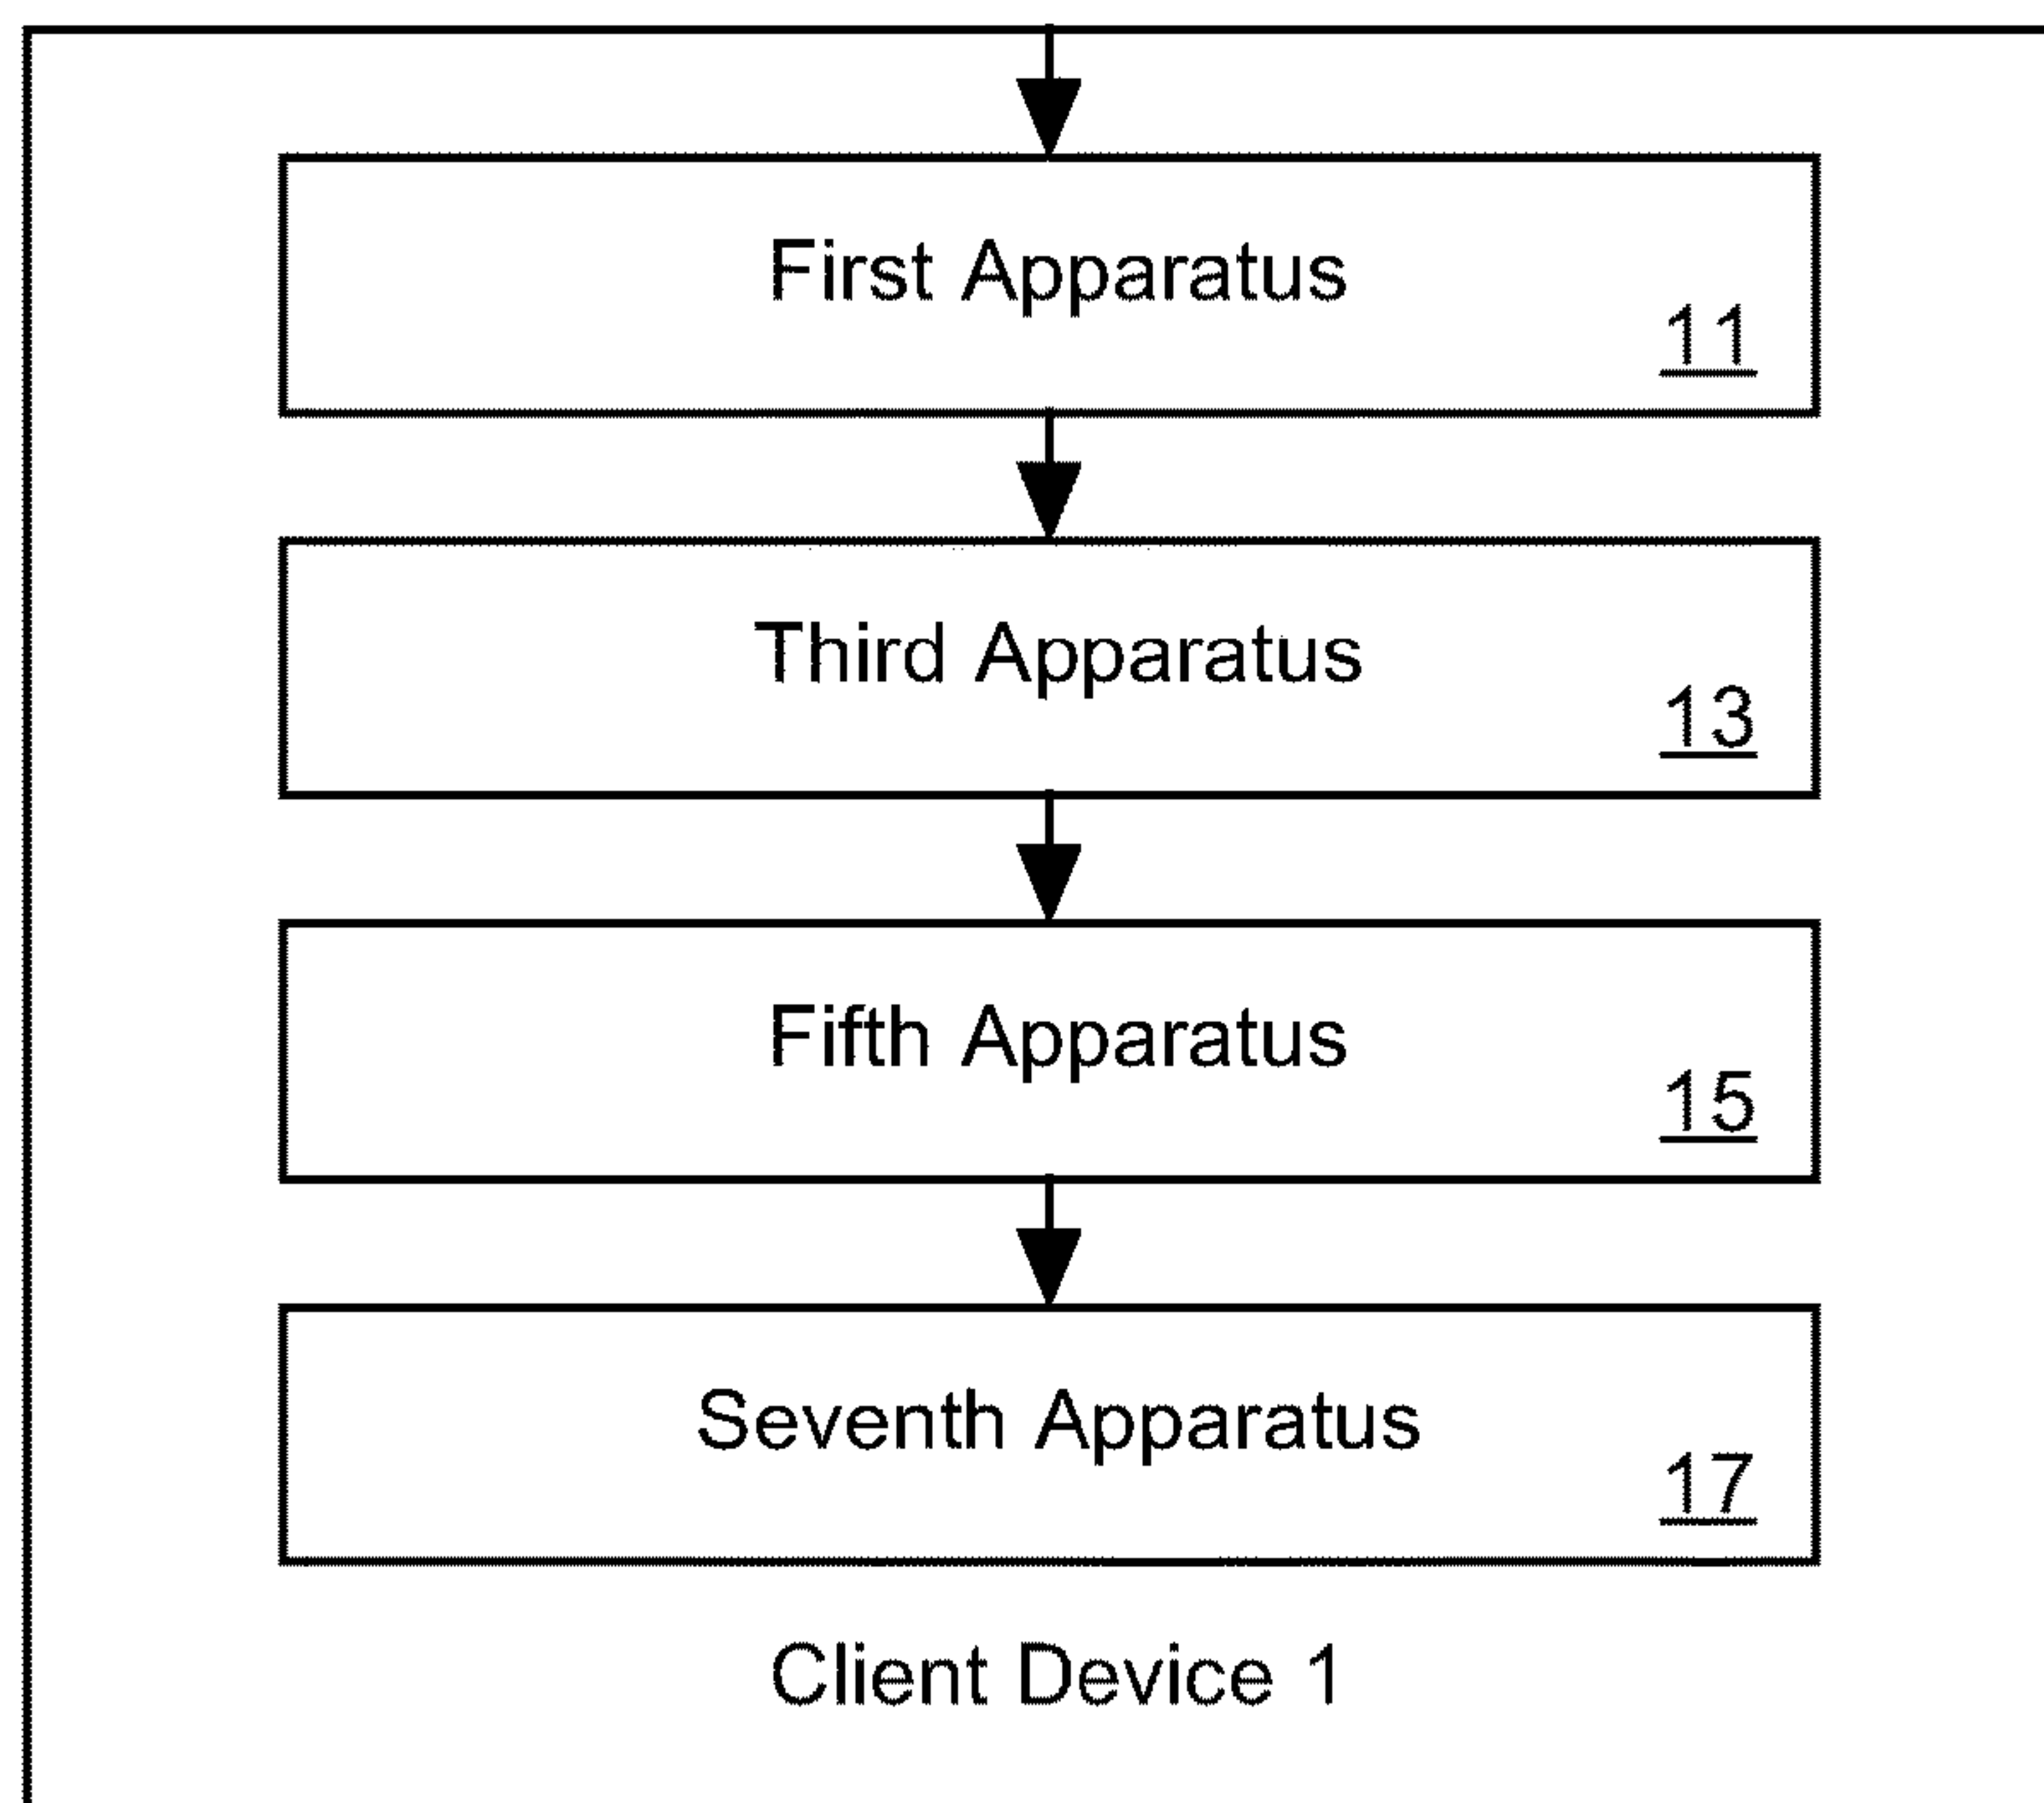 First Apparatus
11
Third Apparatus
13
Fifth Apparatus
15
Seventh Apparatus
17
Client Device 1